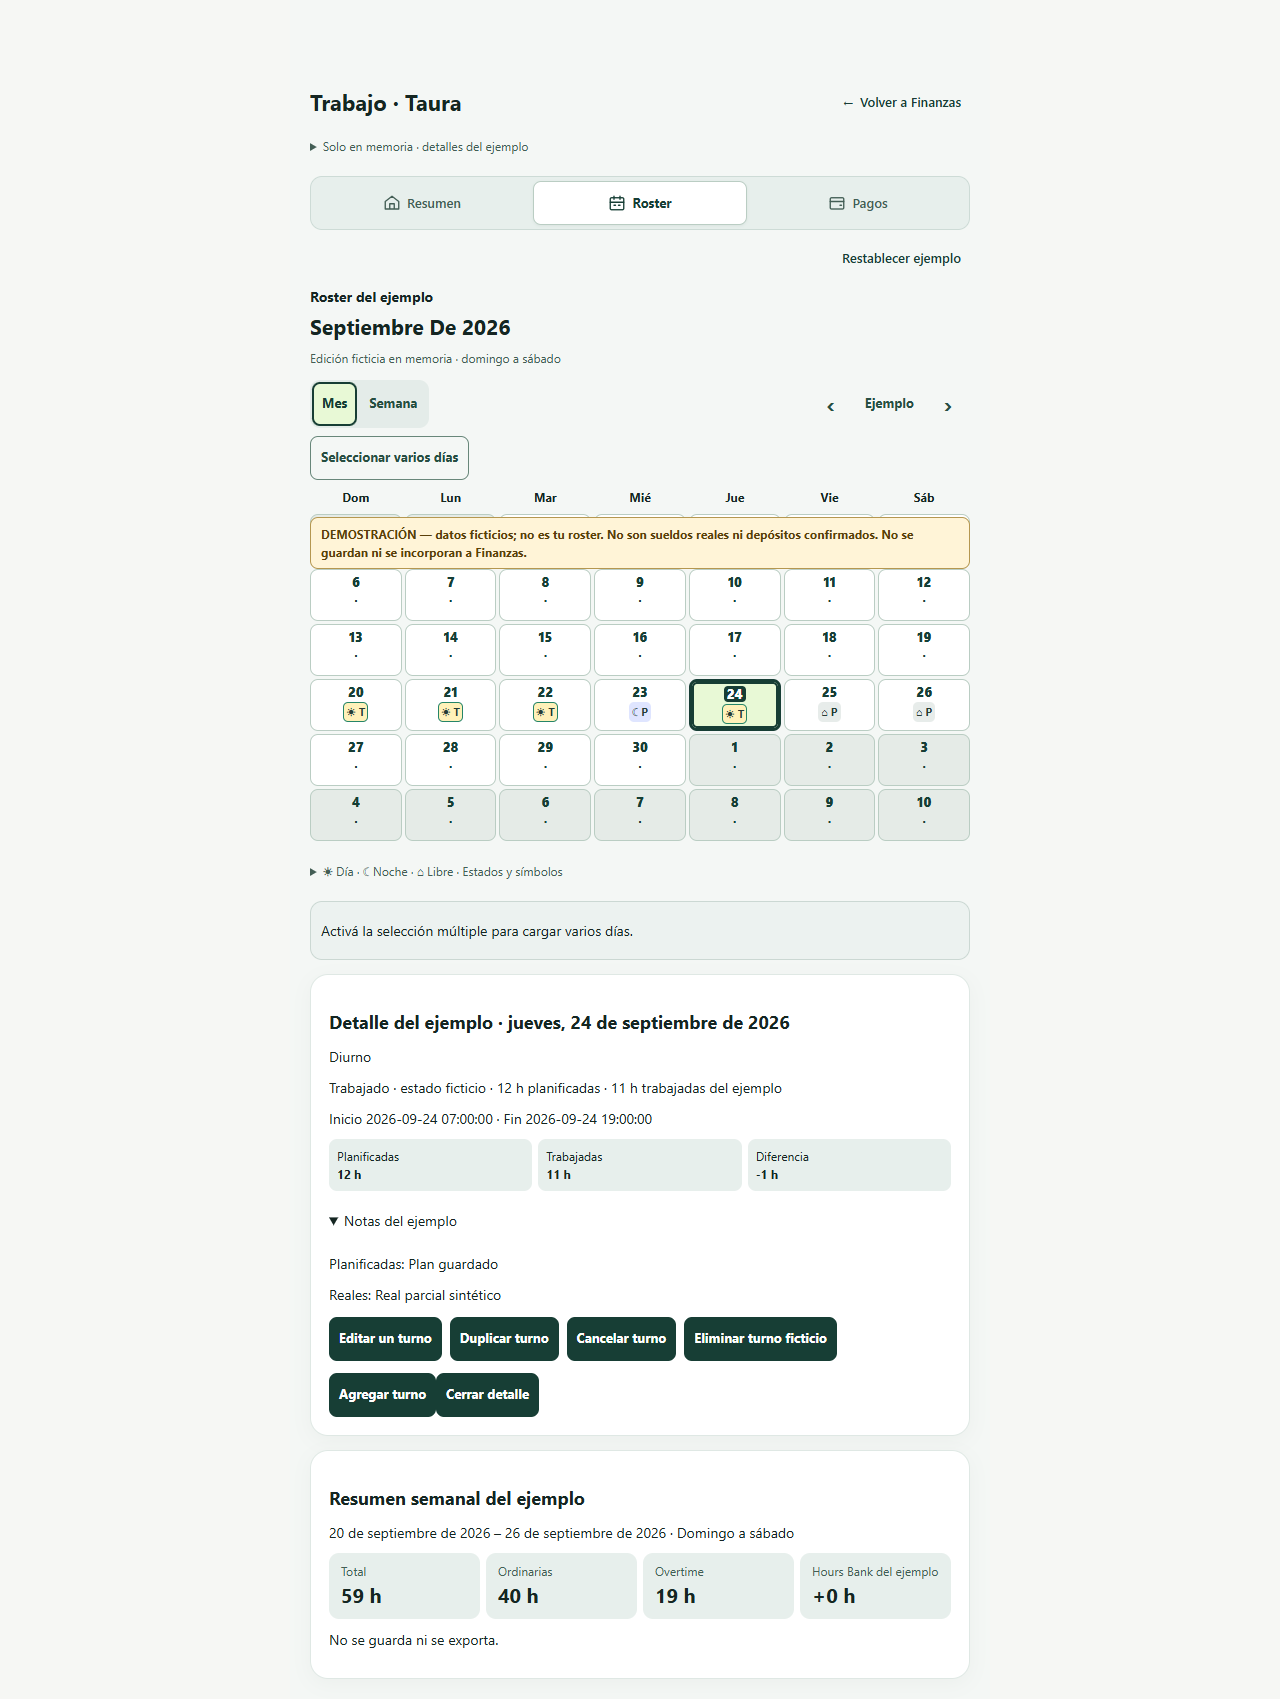 Trabajo · Taura
← Volver a Finanzas
▶ Solo en memoria · detalles del ejemplo
Resumen
Roster
Pagos
Restablecer ejemplo
Roster del ejemplo
Septiembre De 2026
Edición ficticia en memoria · domingo a sábado
Mes Semana
‹ Ejemplo ›
Seleccionar varios días
Dom Lun Mar Mié Jue Vie Sáb
DEMOSTRACIÓN — datos ficticios; no es tu roster. No son sueldos reales ni depósitos confirmados. No se
guardan ni se incorporan a Finanzas.
6 7 8 9 10 11 12
· · · · · · ·
13 14 15 16 17 18 19
· · · · · · ·
20 21 22 23 24 25 26
☀ T ☀ T ☀ T ☾ P ☀ T ⌂ P ⌂ P
27 28 29 30 1 2 3
· · · · · · ·
4 5 6 7 8 9 10
· · · · · · ·
▶ ☀ Día · ☾ Noche · ⌂ Libre · Estados y símbolos
Activá la selección múltiple para cargar varios días.
Detalle del ejemplo · jueves, 24 de septiembre de 2026
Diurno
Trabajado · estado ficticio · 12 h planificadas · 11 h trabajadas del ejemplo
Inicio 2026-09-24 07:00:00 · Fin 2026-09-24 19:00:00
Planificadas Trabajadas Diferencia
12 h 11 h -1 h
▼ Notas del ejemplo
Planificadas: Plan guardado
Reales: Real parcial sintético
Editar un turno Duplicar turno Cancelar turno Eliminar turno ficticio
Agregar turno Cerrar detalle
Resumen semanal del ejemplo
20 de septiembre de 2026 – 26 de septiembre de 2026 · Domingo a sábado
Total Ordinarias Overtime Hours Bank del ejemplo
59 h 40 h 19 h +0 h
No se guarda ni se exporta.